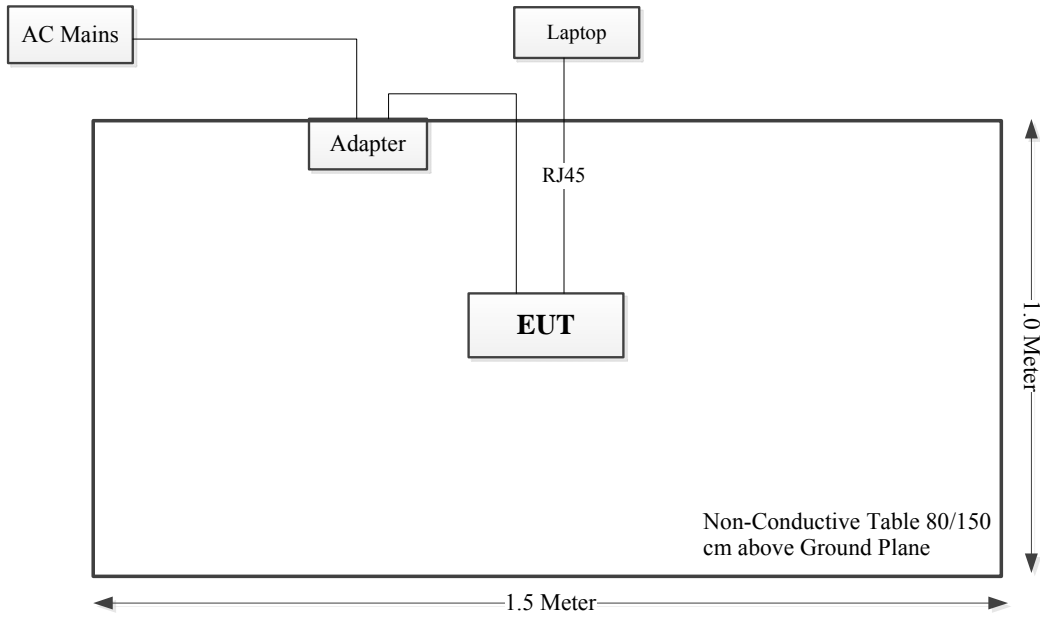 AC Mains
Laptop
Adapter
RJ45
EUT
1.0 Meter
Non-Conductive Table 80/150
cm above Ground Plane
1.5 Meter